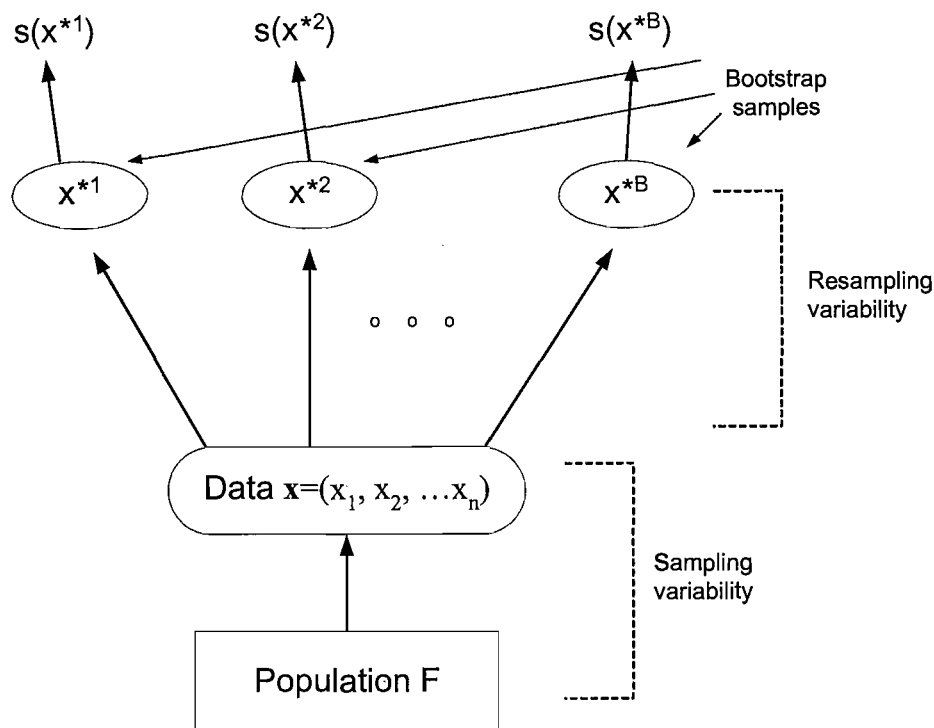 s(x*1) s(x*2) s(x*B)
Bootstrap
samples
x*1 x*2 x*B
Resampling
variability
o o o
Data x=(x1, x2, …xn)
Sampling
variability
Population F